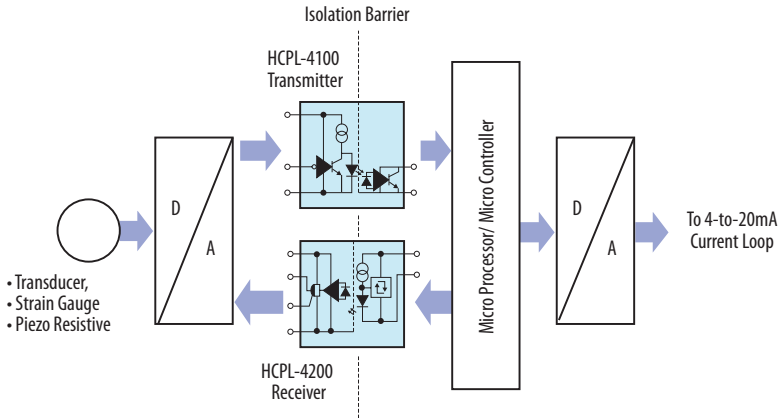 Isolation Barrier
HCPL-4100
Transmitter
D
A
Micro Processor/ Micro Controller
D
A
To 4-to-20mA
Current Loop
• Transducer,
• Strain Gauge
• Piezo Resistive
HCPL-4200
Receiver